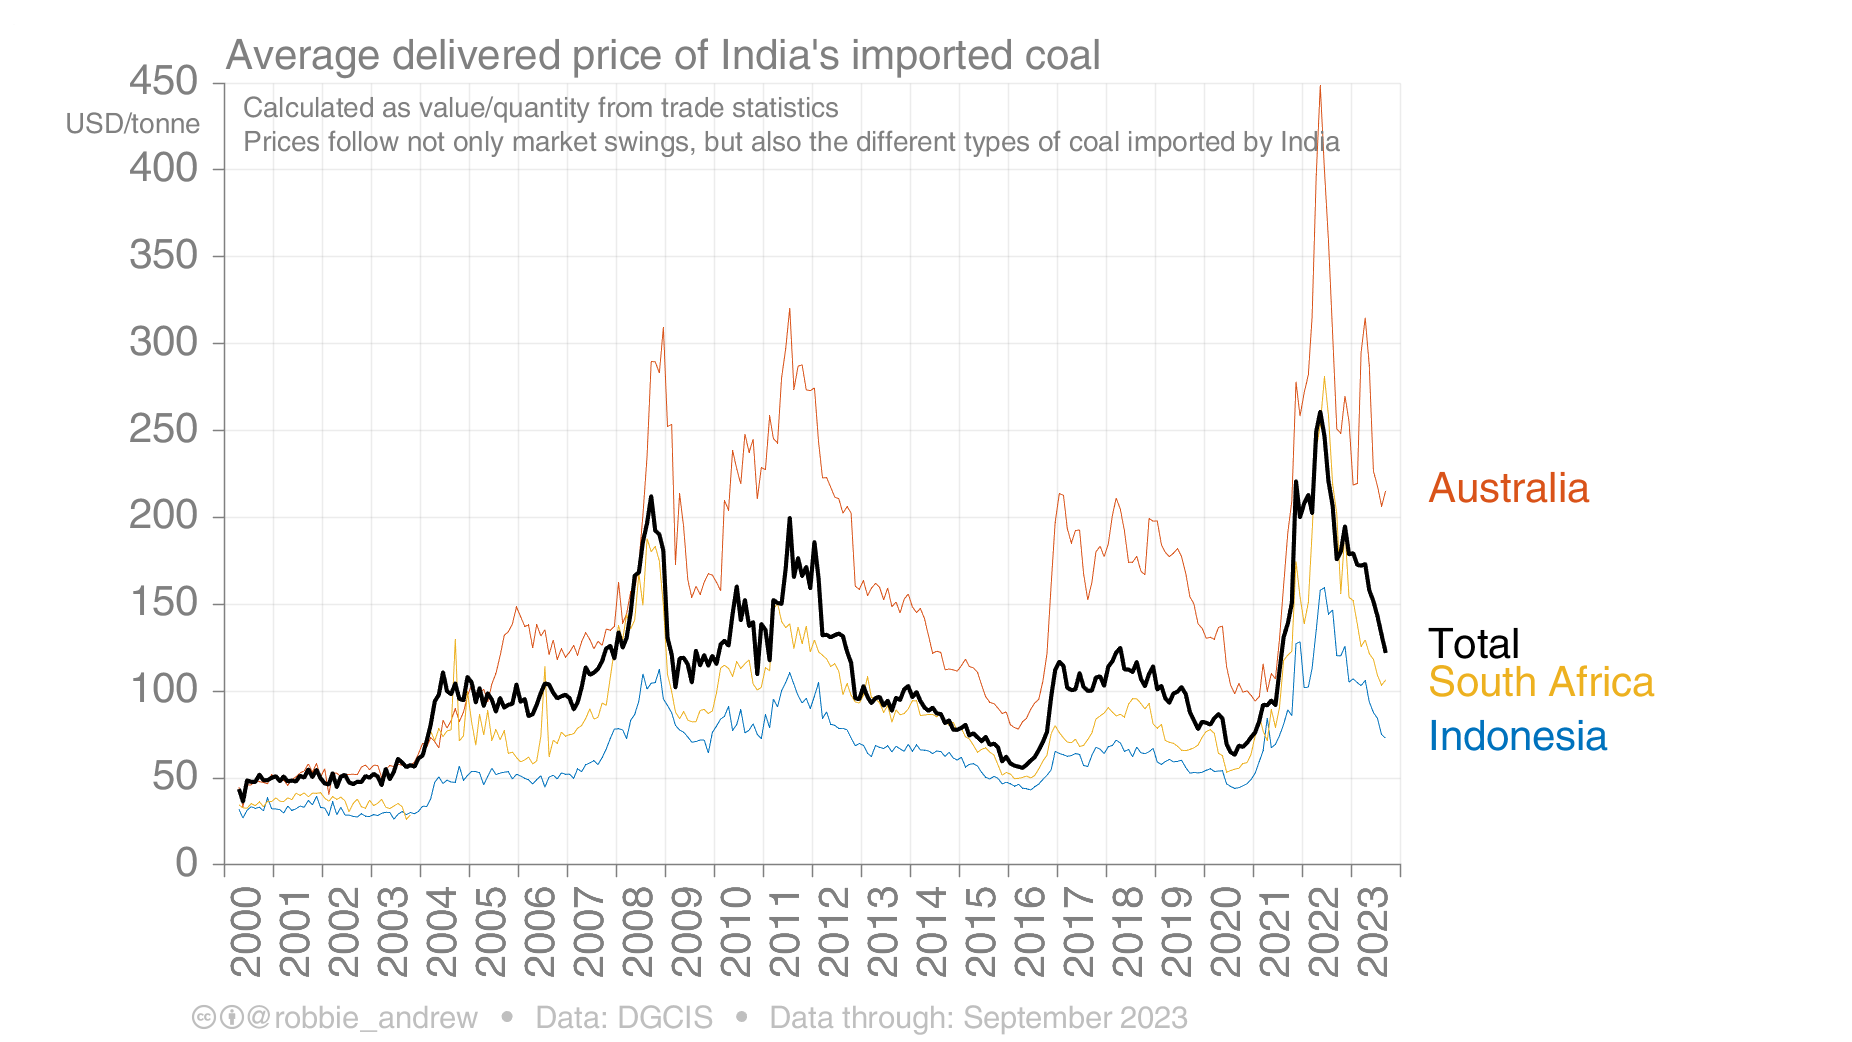 Average delivered price of India's imported coal
450
USD/tonne
Calculated as value/quantity from trade statistics
Prices follow not only market swings, but also the different types of coal imported by India
400
350
300
250
200
150
100
50
0
Australia
Total
South Africa
Indonesia
2000 2001 2002 2003 2004 2005 2006 2007 2008 2009 2010 2011 2012 2013 2014 2015 2016 2017 2018 2019 2020 2021 2022 2023
cc @robbie_andrew • Data: DGCIS • Data through: September 2023